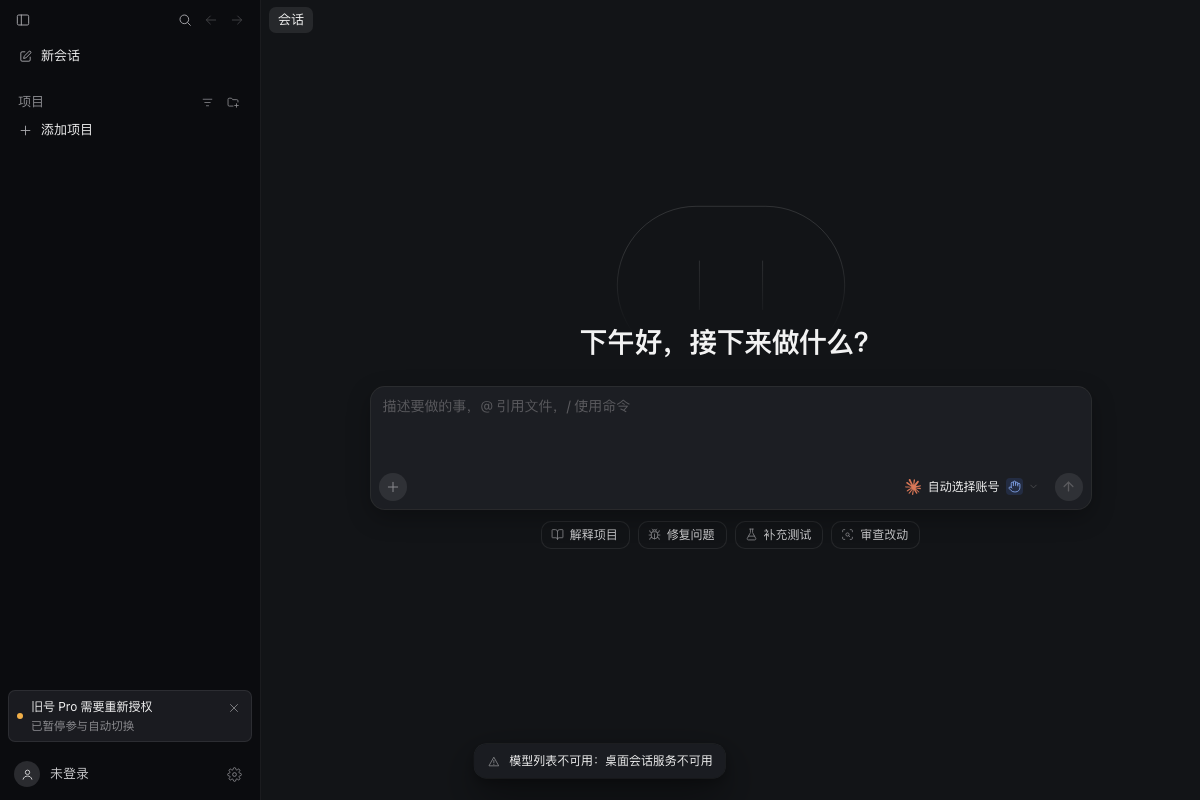 会话
新会话
项目
添加项目
下午好，接下来做什么？
描述要做的事，@ 引用文件，/ 使用命令
自动选择账号
解释项目
修复问题
补充测试
审查改动
旧号 Pro 需要重新授权
已暂停参与自动切换
模型列表不可用：桌面会话服务不可用
未登录